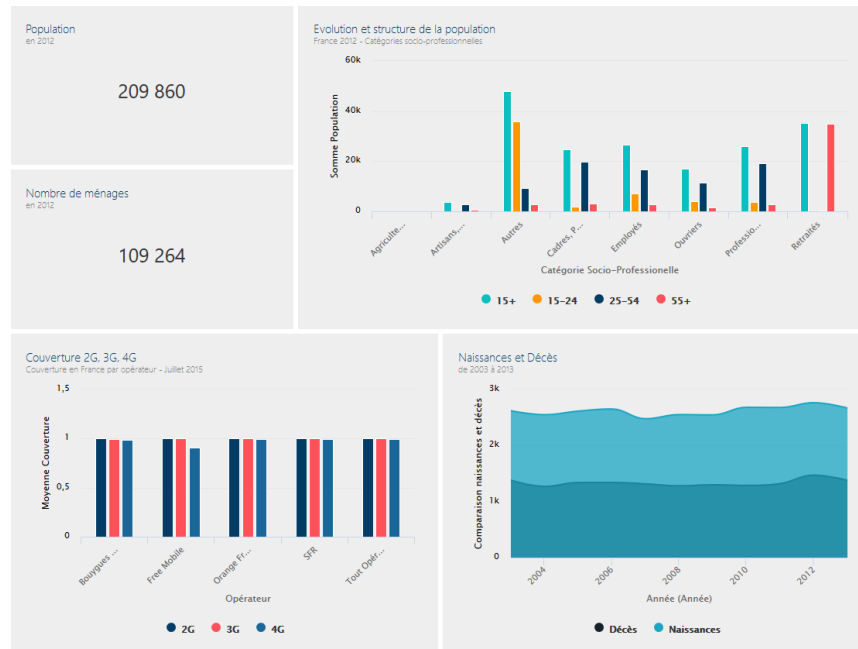 Population
en 2012
209 860
Nombre de ménages
en 2012
109 264
Evolution et structure de la population
France 2012 - Catégories socio-professionnelles
Somme Population
60k
40k
20k
0
Agriculte...
Artisans,...
Autres
Cadres, P...
Employés
Ouvriers
Professio...
Retraités
Catégorie Socio-Professionelle
15+ 15-24 25-54 55+
Couverture 2G, 3G, 4G
Couverture en France par opérateur - Juillet 2015
Moyenne Couverture
1,5
1
0,5
0
Bouygues ...
Free Mobile
Orange Fr...
SFR
Tout Opér...
Opérateur
2G 3G 4G
Naissances et Décès
de 2003 à 2013
Comparaison naissances et décès
3k
2k
1k
0
2004
2006
2008
2010
2012
Année (Année)
Décès Naissances